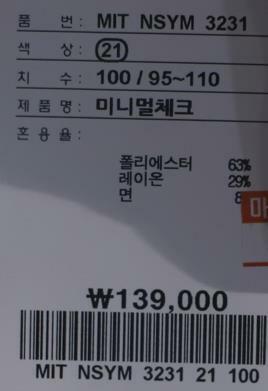 품 번: MIT NSYM 3231
색 상: 21
치 수: 100 / 95~110
제 품 명: 미니멀체크
혼 용 율:
폴리에스터 63%
레이온 29%
면 8
₩139,000
MIT NSYM 3231 21 100